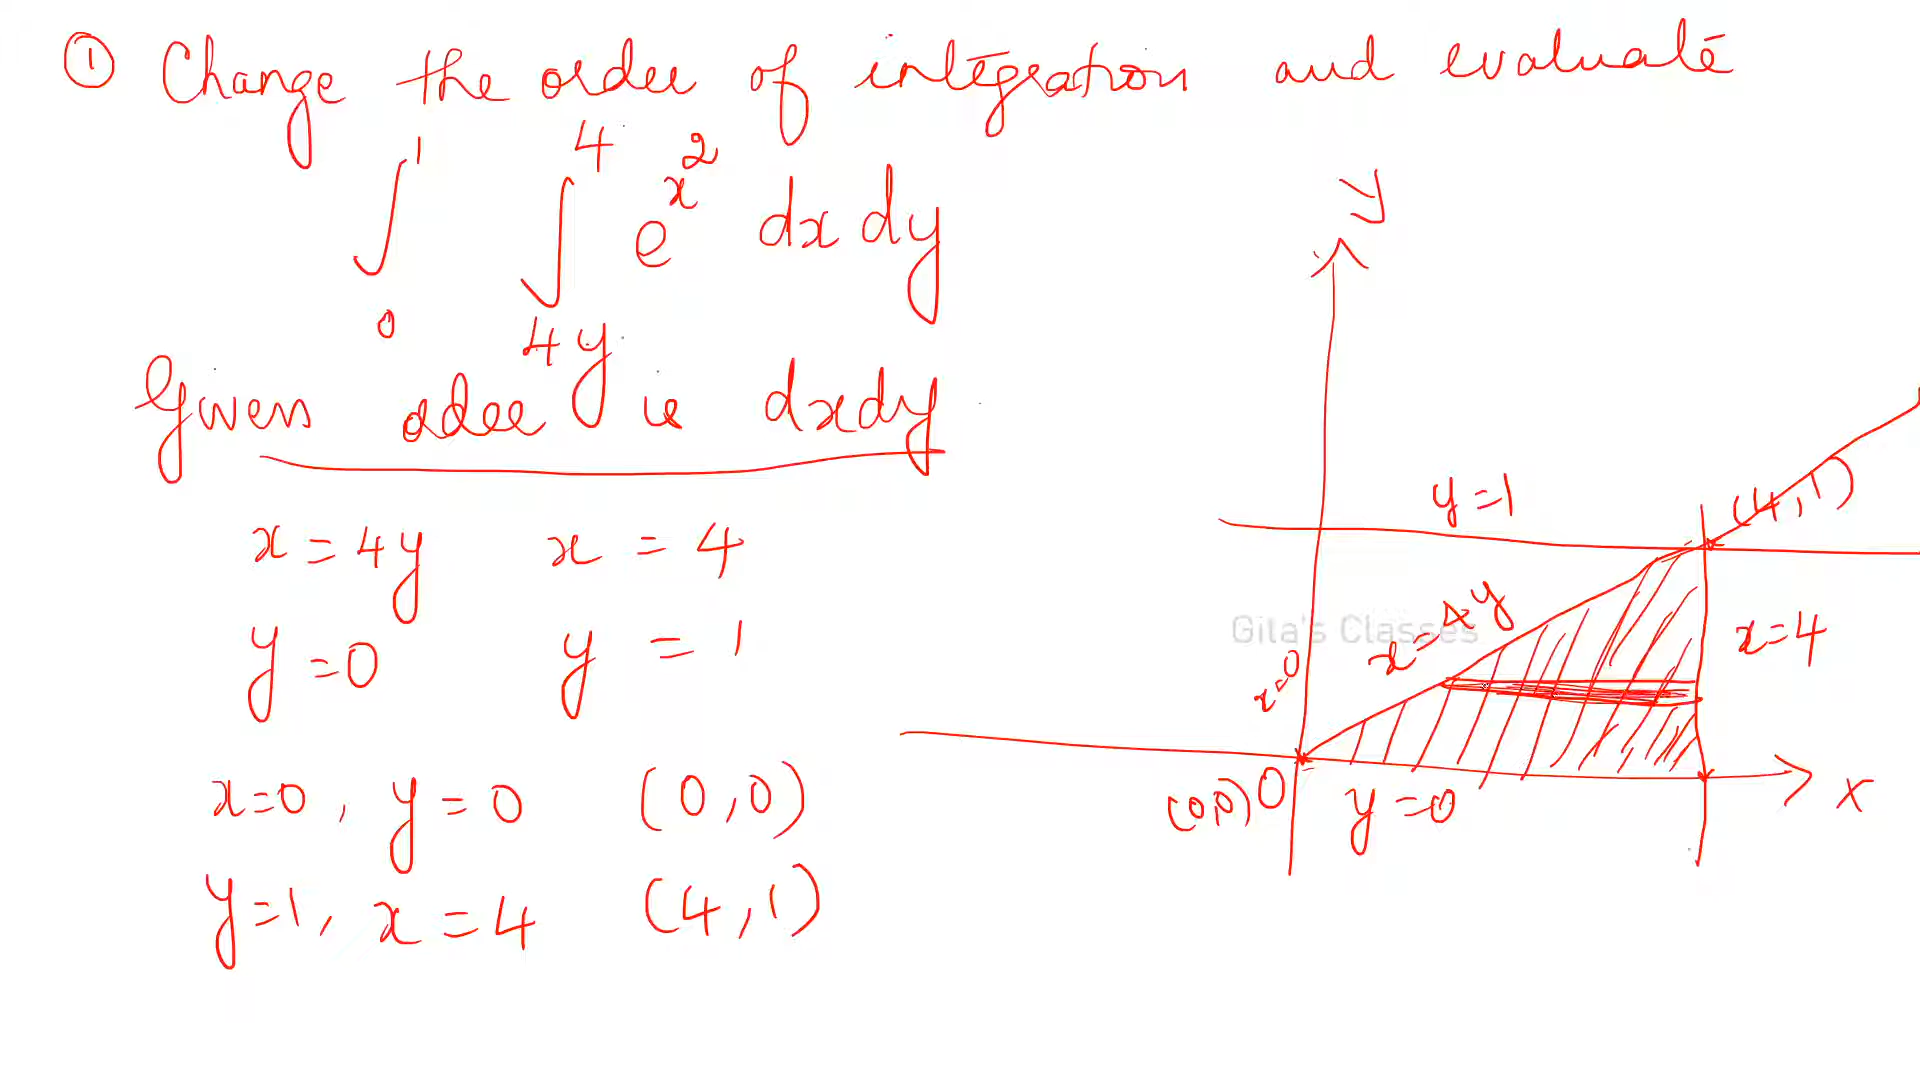 ① Change the order of integration and evaluate
∫₀¹ ∫₄ᵧ⁴ e^x² dx dy
Given order is dxdy
x = 4y x = 4
y = 0 y = 1
x=0, y=0 (0,0)
y=1, x=4 (4,1)
y
y=1
(4,1)
x=4y
x=4
x=0
Gita's Classes
(0,0) O
y=0
x